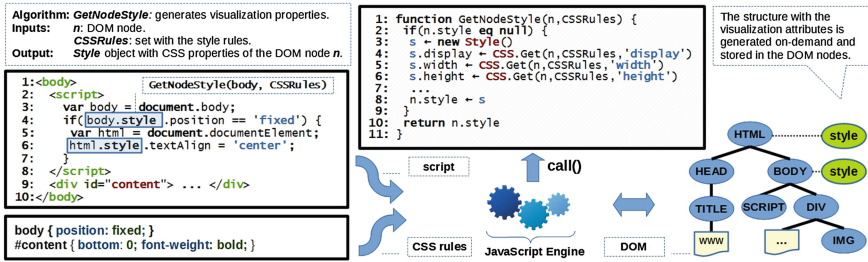 Algorithm: GetNodeStyle: generates visualization properties.
Inputs: n: DOM node.
CSSRules: set with the style rules.
Output: Style object with CSS properties of the DOM node n.
1:<body>
GetNodeStyle(body, CSSRules)
2: <script>
3: var body = document.body;
4: if(body.style.position == 'fixed') {
5: var html = document.documentElement;
6: html.style.textAlign = 'center';
7: }
8: </script>
9: <div id="content"> ... </div>
10:</body>
body { position: fixed; }
#content { bottom: 0; font-weight: bold; }
1: function GetNodeStyle(n,CSSRules) {
2: if(n.style eq null) {
3: s ← new Style()
4: s.display ← CSS.Get(n,CSSRules,'display')
5: s.width ← CSS.Get(n,CSSRules,'width')
6: s.height ← CSS.Get(n,CSSRules,'height')
7: ...
8: n.style ← s
9: }
10: return n.style
11: }
script
call()
CSS rules
JavaScript Engine
DOM
The structure with the
visualization attributes is
generated on-demand and
stored in the DOM nodes.
HTML
style
HEAD
BODY
style
TITLE
SCRIPT
DIV
www
...
IMG